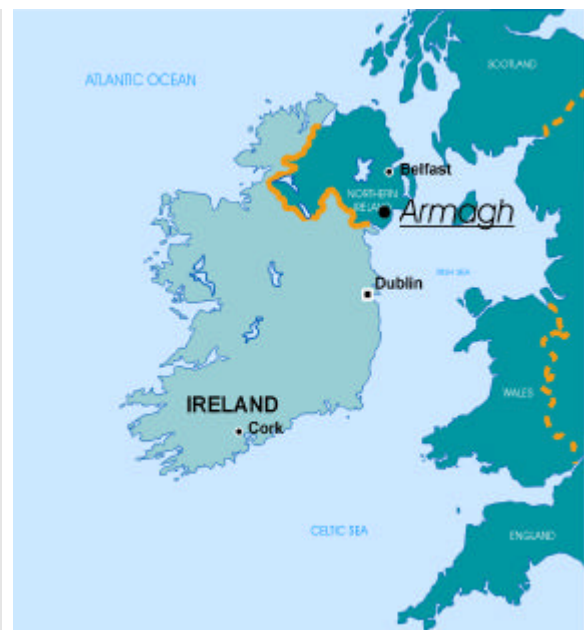 SCOTLAND
ATLANTIC OCEAN
Belfast
NORTHERN
IRELAND
Armagh
IRISH SEA
Dublin
WALES
IRELAND
Cork
CELTIC SEA
ENGLAND